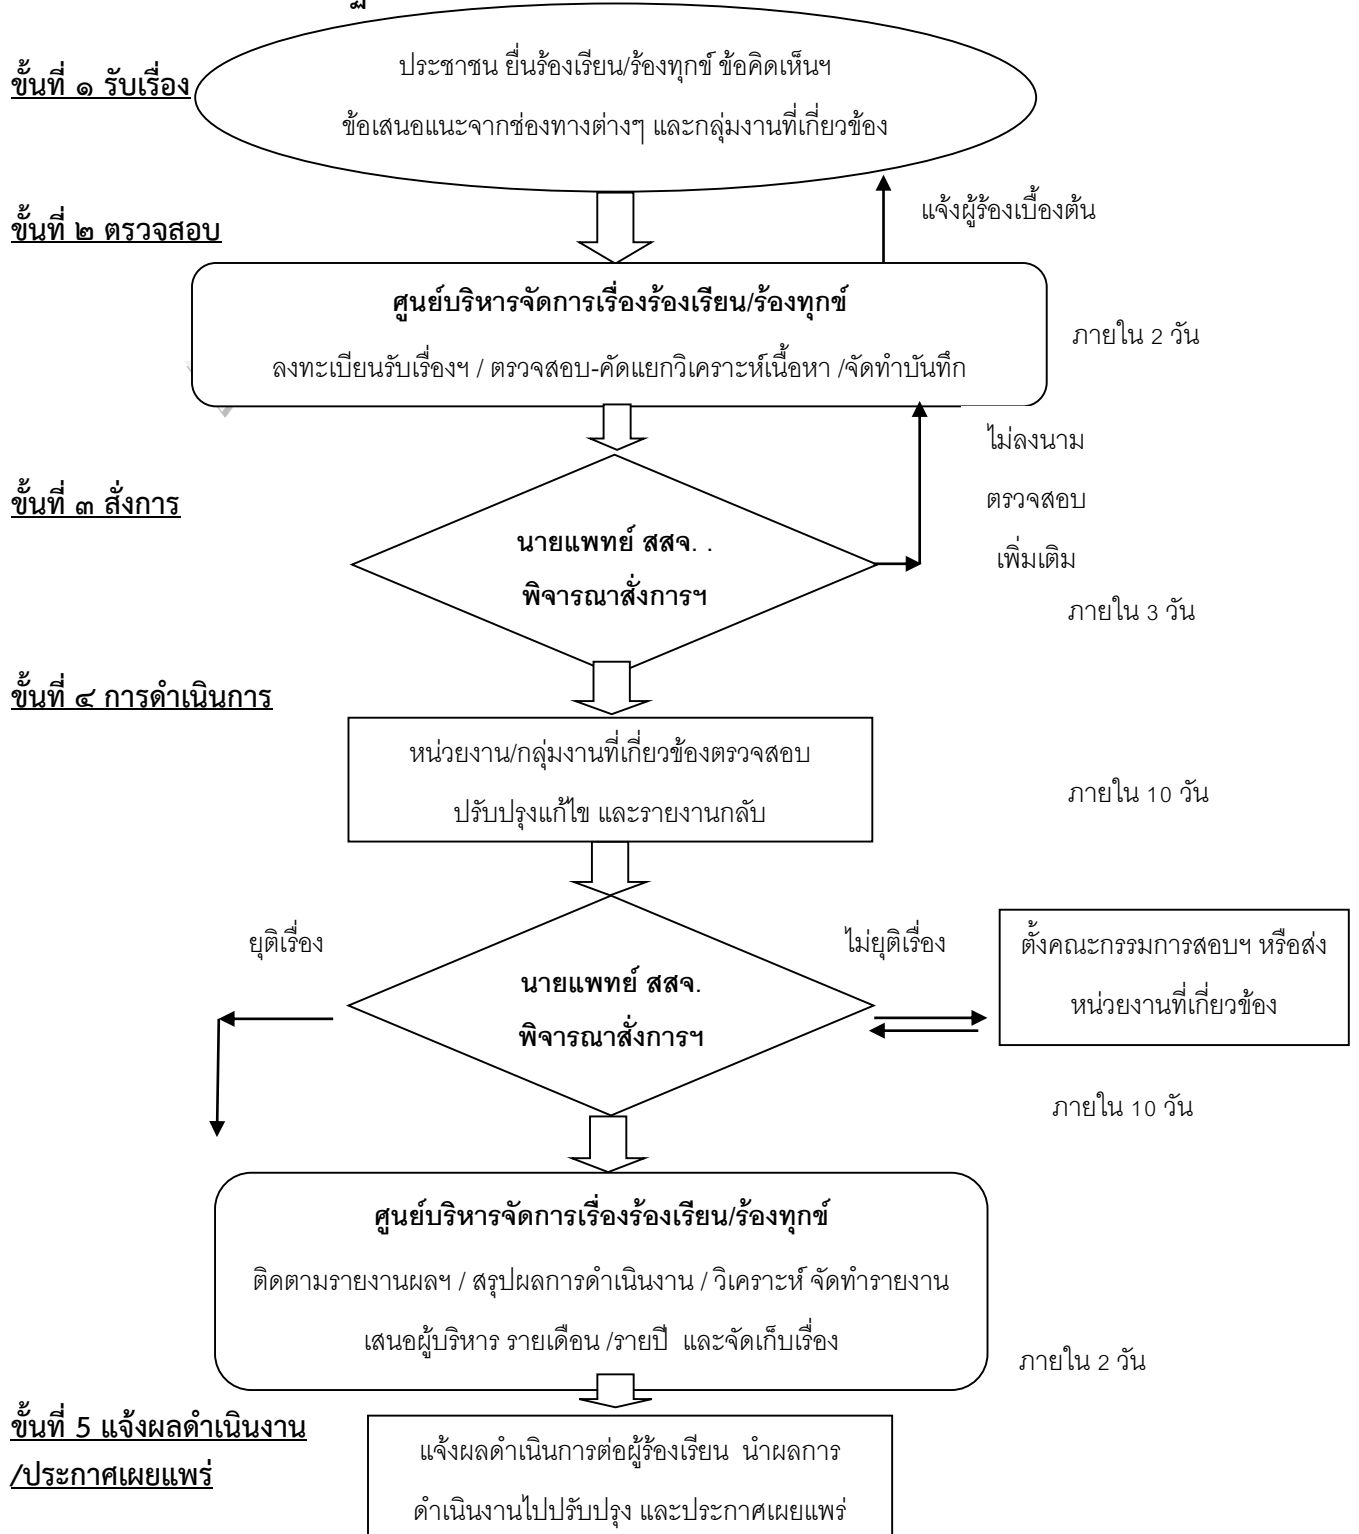 ขั้นที่ ๑ รับเรื่อง
ประชาชน ยื่นร้องเรียน/ร้องทุกข์ ข้อคิดเห็นฯ
ข้อเสนอแนะจากช่องทางต่างๆ และกลุ่มงานที่เกี่ยวข้อง
แจ้งผู้ร้องเบื้องต้น
ขั้นที่ ๒ ตรวจสอบ
ศูนย์บริหารจัดการเรื่องร้องเรียน/ร้องทุกข์
ลงทะเบียนรับเรื่องฯ / ตรวจสอบ-คัดแยกวิเคราะห์เนื้อหา /จัดทำบันทึก
ภายใน 2 วัน
ไม่ลงนาม
ตรวจสอบ
เพิ่มเติม
ขั้นที่ ๓ สั่งการ
นายแพทย์ สสจ. .
พิจารณาสั่งการฯ
ภายใน 3 วัน
ขั้นที่ ๔ การดำเนินการ
หน่วยงาน/กลุ่มงานที่เกี่ยวข้องตรวจสอบ
ปรับปรุงแก้ไข และรายงานกลับ
ภายใน 10 วัน
ยุติเรื่อง
นายแพทย์ สสจ.
พิจารณาสั่งการฯ
ไม่ยุติเรื่อง
ตั้งคณะกรรมการสอบฯ หรือส่ง
หน่วยงานที่เกี่ยวข้อง
ภายใน 10 วัน
ศูนย์บริหารจัดการเรื่องร้องเรียน/ร้องทุกข์
ติดตามรายงานผลฯ / สรุปผลการดำเนินงาน / วิเคราะห์ จัดทำรายงาน
เสนอผู้บริหาร รายเดือน /รายปี และจัดเก็บเรื่อง
ภายใน 2 วัน
ขั้นที่ 5 แจ้งผลดำเนินงาน
/ประกาศเผยแพร่
แจ้งผลดำเนินการต่อผู้ร้องเรียน นำผลการ
ดำเนินงานไปปรับปรุง และประกาศเผยแพร่